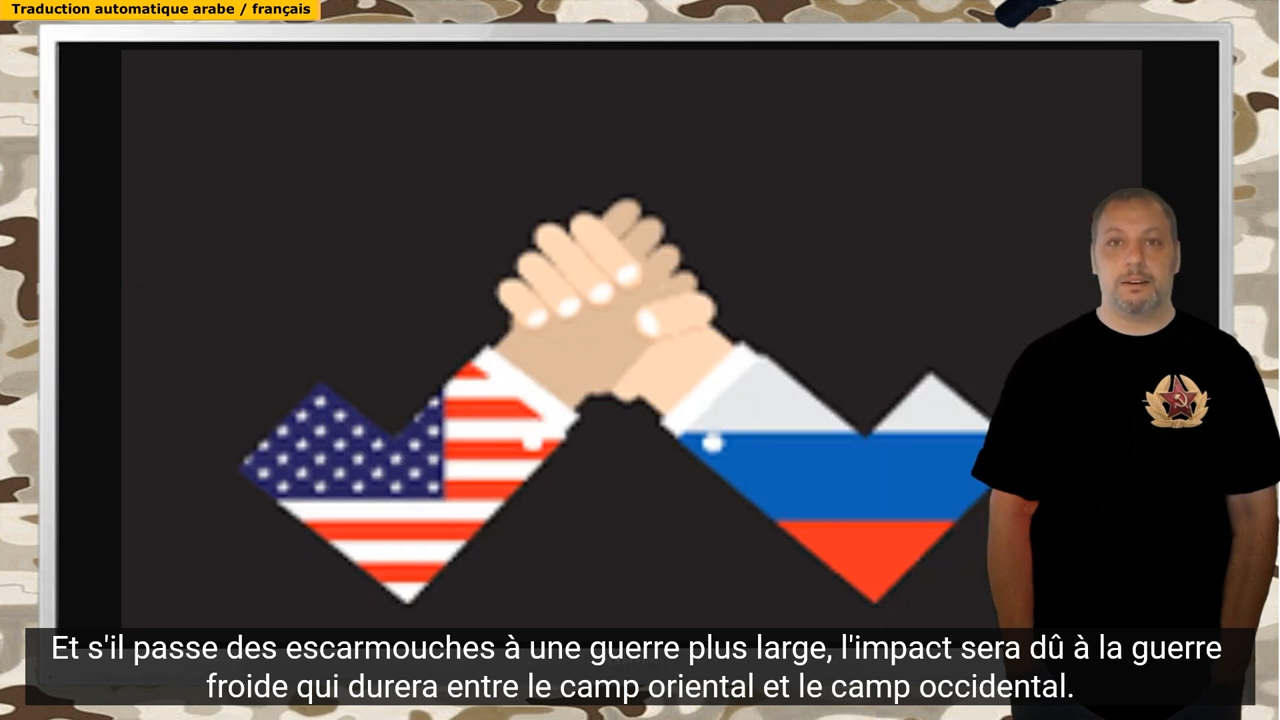 Traduction automatique arabe / français
Et s'il passe des escarmouches à une guerre plus large, l'impact sera dû à la guerre
froide qui durera entre le camp oriental et le camp occidental.